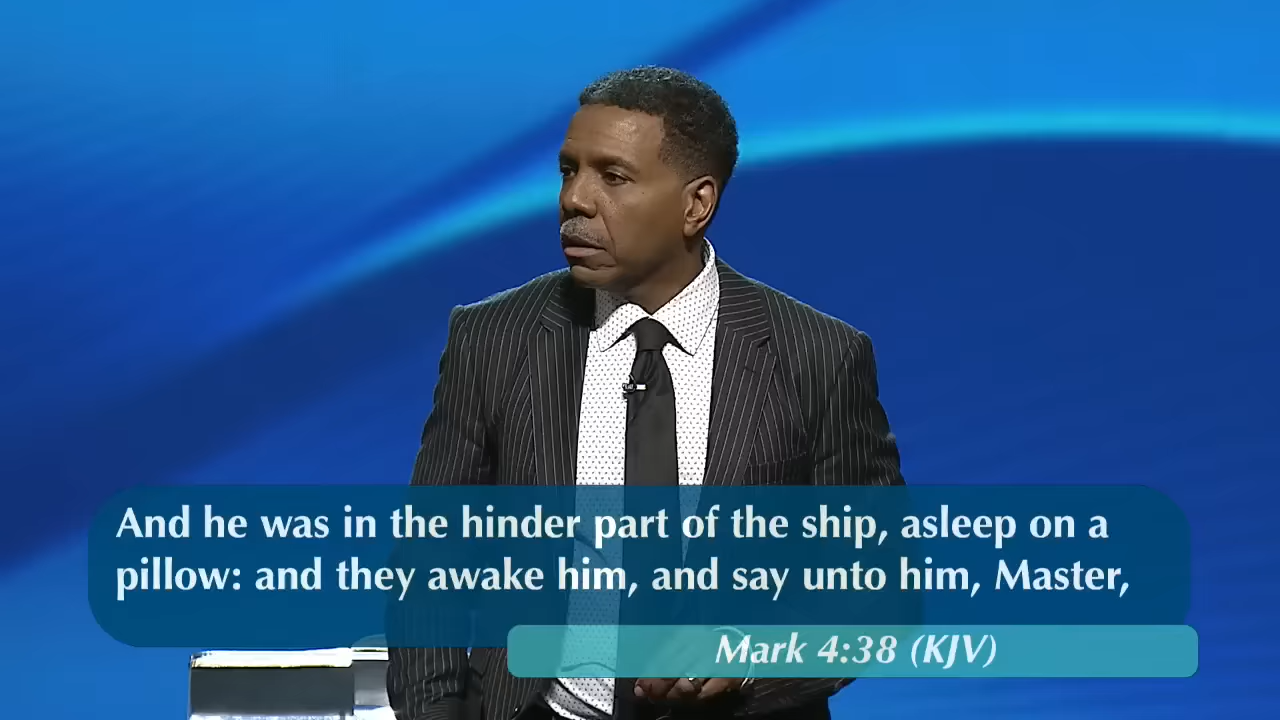 And he was in the hinder part of the ship, asleep on a
pillow: and they awake him, and say unto him, Master,
Mark 4:38 (KJV)